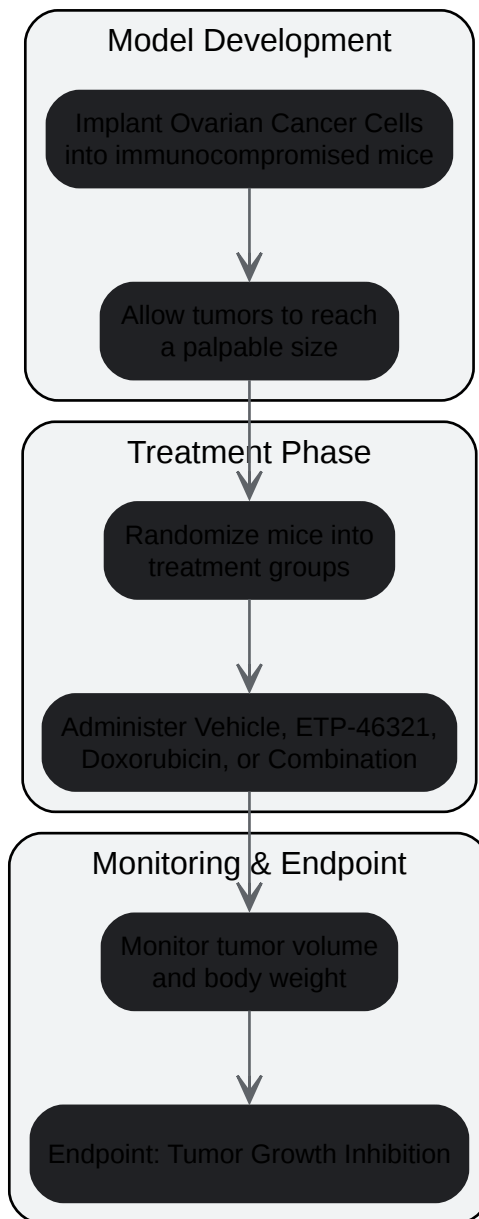 Model Development
Implant Ovarian Cancer Cells
into immunocompromised mice
Allow tumors to reach
a palpable size
Treatment Phase
Randomize mice into
treatment groups
Administer Vehicle, ETP-46321,
Doxorubicin, or Combination
Monitoring & Endpoint
Monitor tumor volume
and body weight
Endpoint: Tumor Growth Inhibition